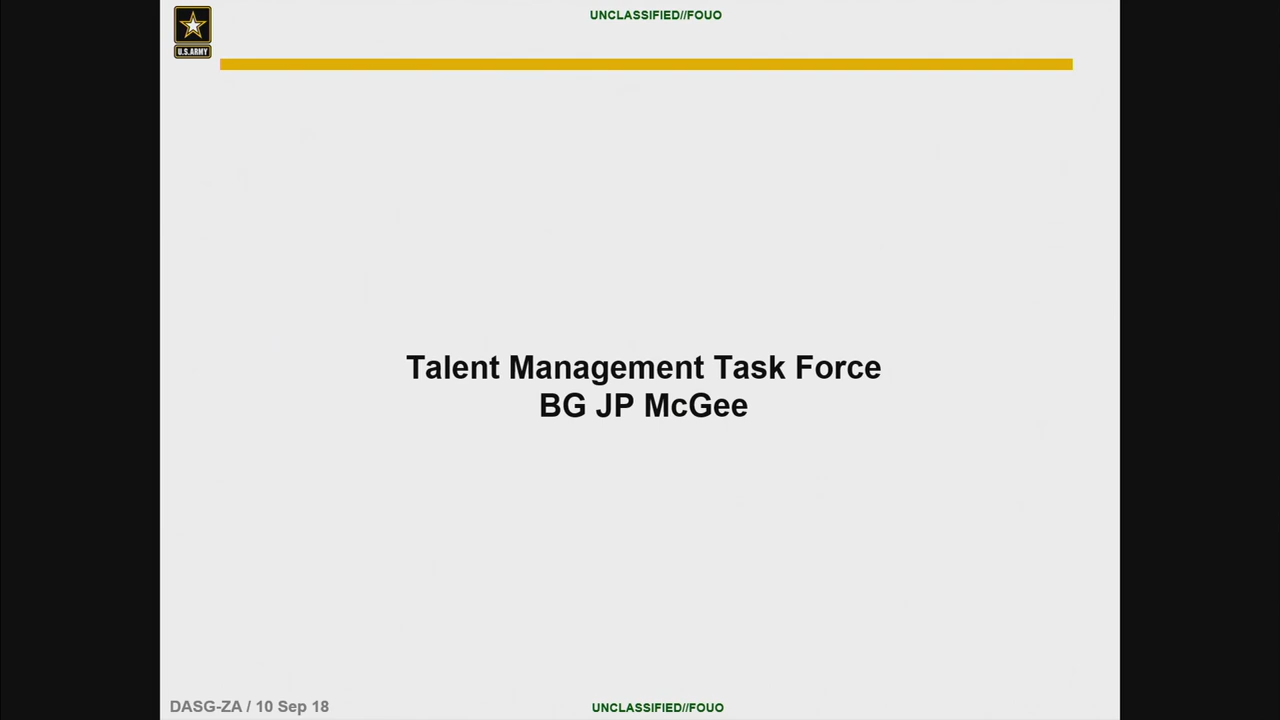 UNCLASSIFIED//FOUO
U.S.ARMY
Talent Management Task Force
BG JP McGee
DASG-ZA / 10 Sep 18
UNCLASSIFIED//FOUO